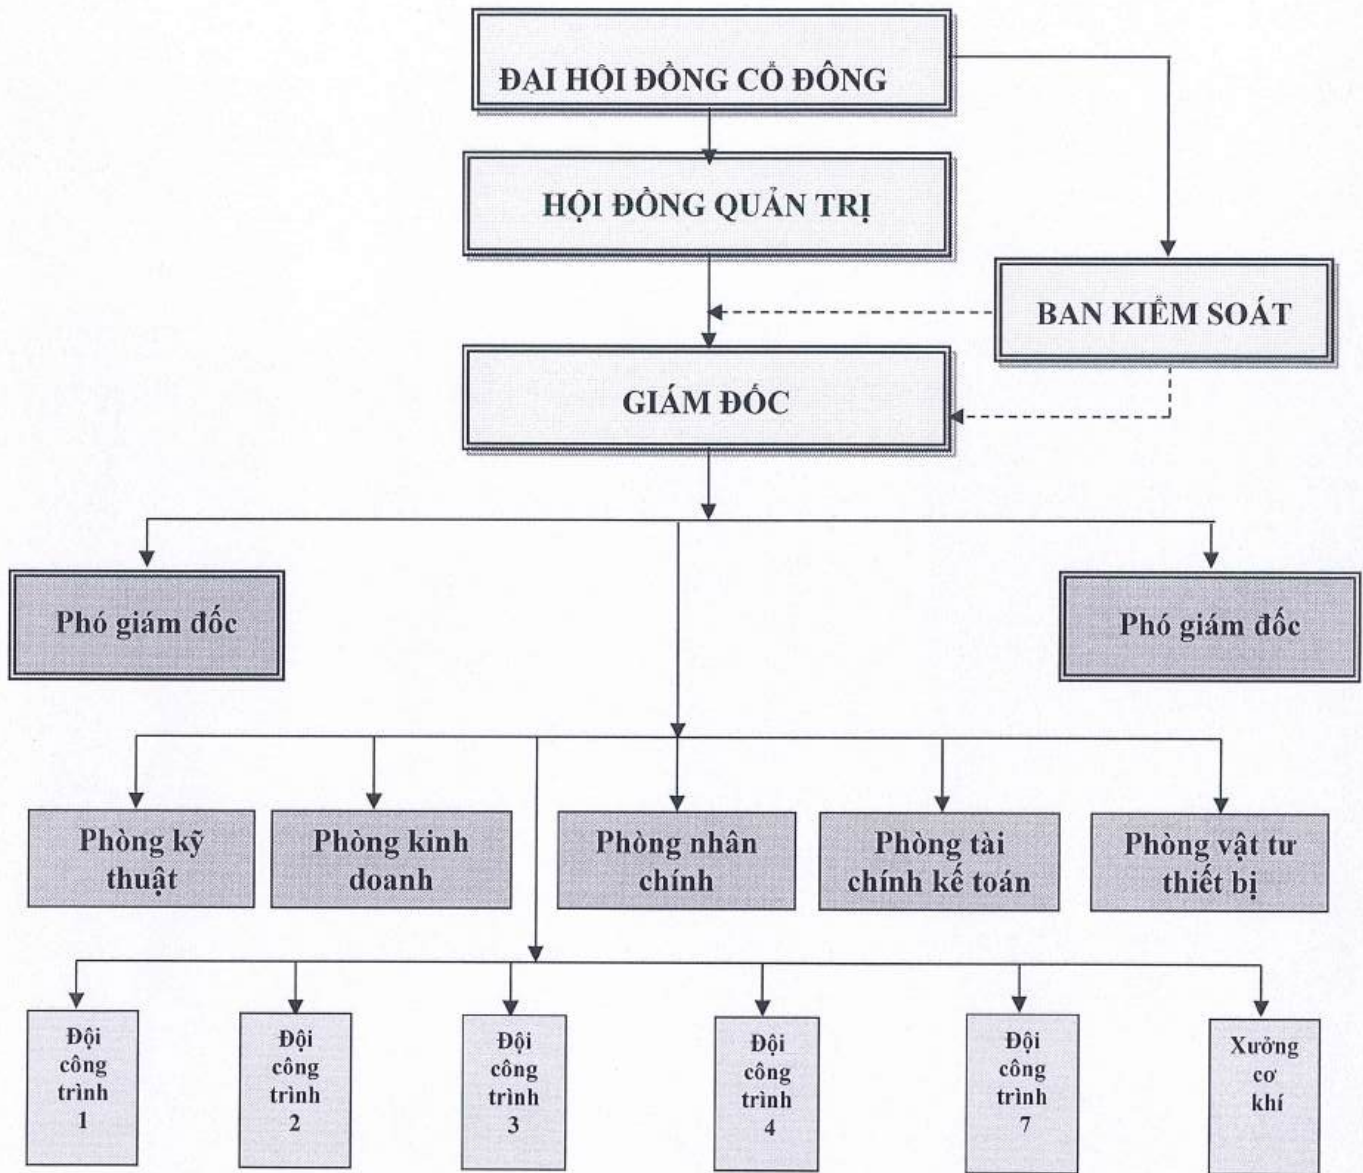 ĐẠI HỘI ĐỒNG CỔ ĐÔNG
HỘI ĐỒNG QUẢN TRỊ
BAN KIỂM SOÁT
GIÁM ĐỐC
Phó giám đốc
Phó giám đốc
Phòng kỹ
thuật
Phòng kinh
doanh
Phòng nhân
chính
Phòng tài
chính kế toán
Phòng vật tư
thiết bị
Đội
công
trình
1
Đội
công
trình
2
Đội
công
trình
3
Đội
công
trình
4
Đội
công
trình
7
Xưởng
cơ
khí